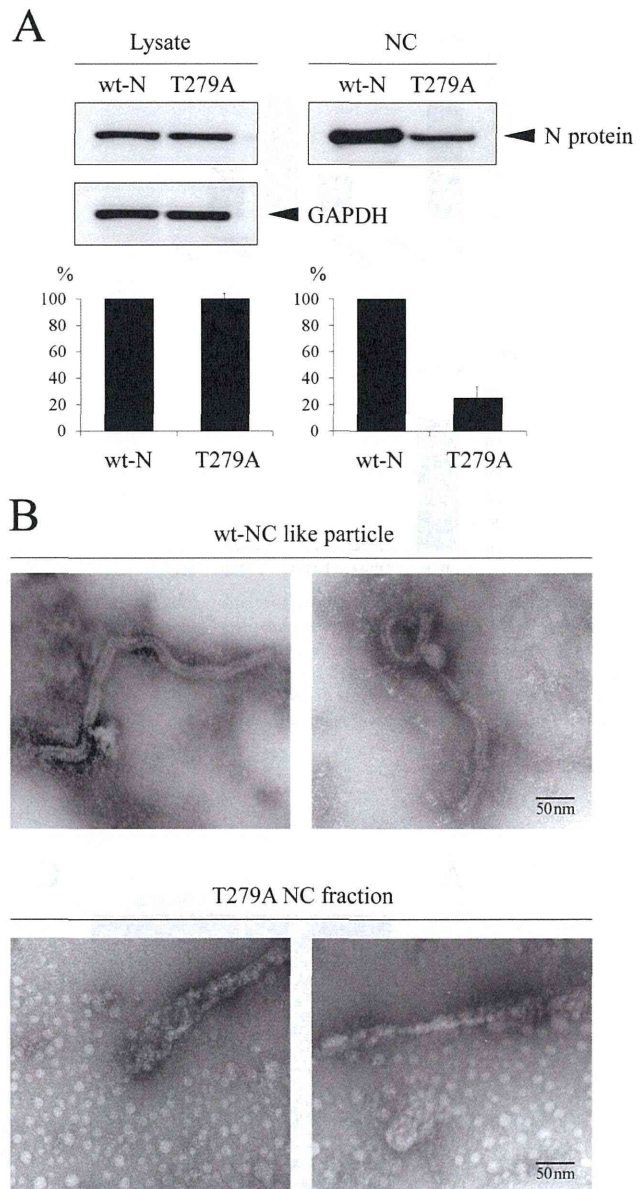 A
Lysate
NC
wt-N T279A
wt-N T279A
N protein
GAPDH
%
100
80
60
40
20
0
wt-N T279A
%
100
80
60
40
20
0
wt-N T279A
B
wt-NC like particle
50nm
T279A NC fraction
50nm